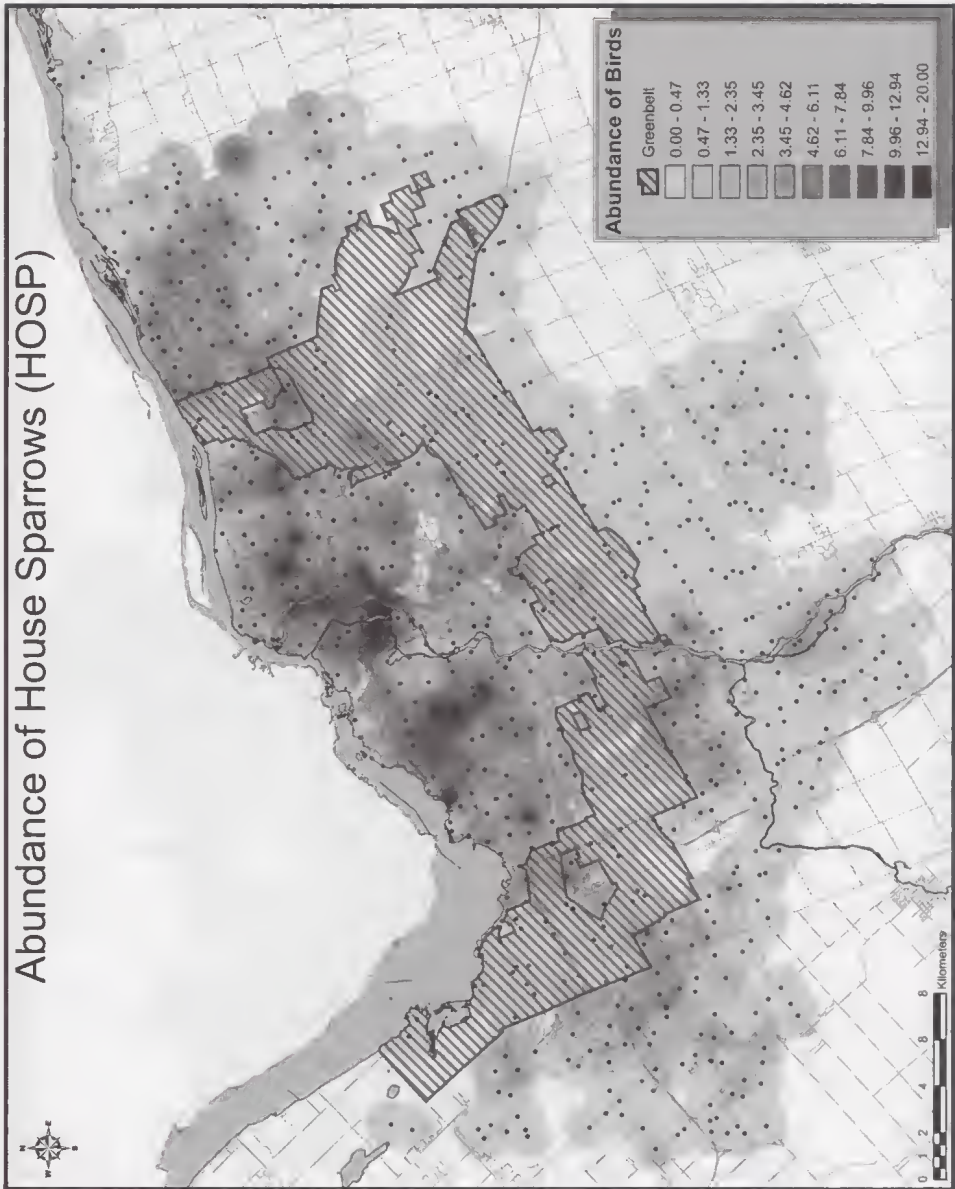 Abundance of House Sparrows (HOSP)
N
W E
S
Abundance of Birds
Greenbelt
0.00 - 0.47
0.47 - 1.33
1.33 - 2.35
2.35 - 3.45
3.45 - 4.62
4.62 - 6.11
6.11 - 7.84
7.84 - 9.96
9.96 - 12.94
12.94 - 20.00
0 1 2 4 6 8
Kilometers